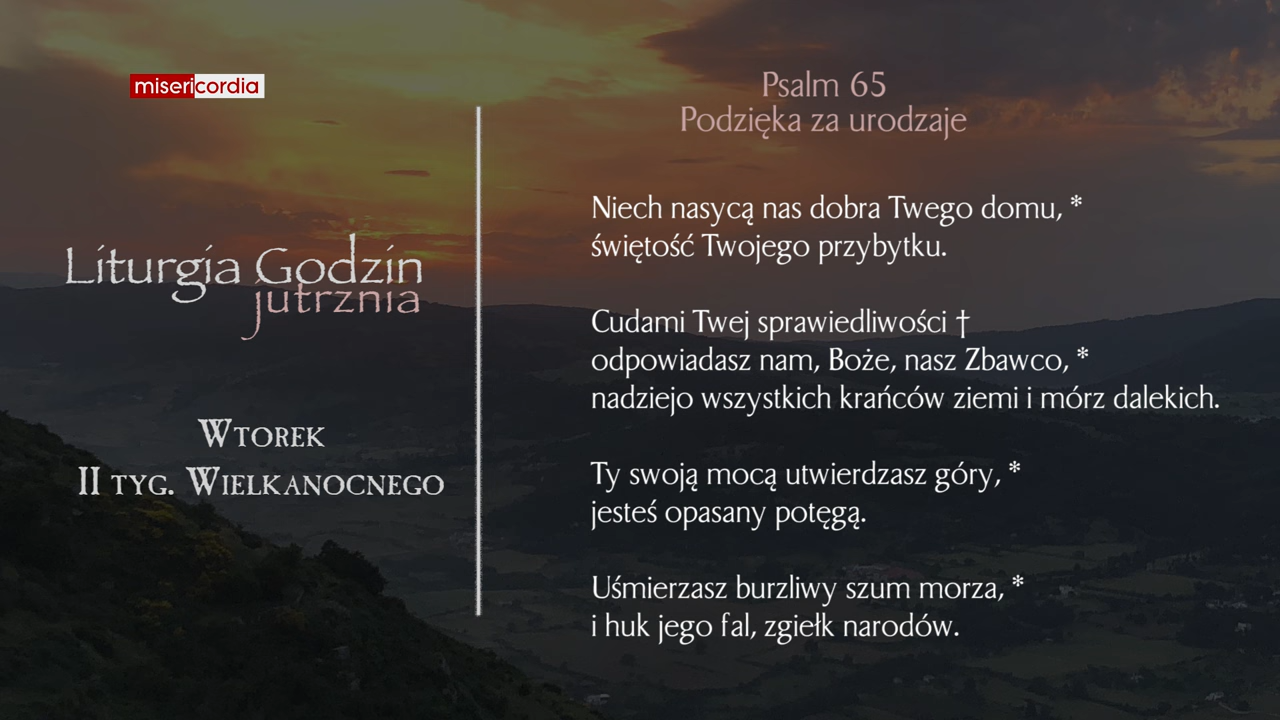 misericordia
Liturgia Godzin
jutrznia
Wtorek
II tyg. Wielkanocnego
Psalm 65
Podzięka za urodzaje
Niech nasycą nas dobra Twego domu, *
świętość Twojego przybytku.
Cudami Twej sprawiedliwości †
odpowiadasz nam, Boże, nasz Zbawco, *
nadziejo wszystkich krańców ziemi i mórz dalekich.
Ty swoją mocą utwierdzasz góry, *
jesteś opasany potęgą.
Uśmierzasz burzliwy szum morza, *
i huk jego fal, zgiełk narodów.